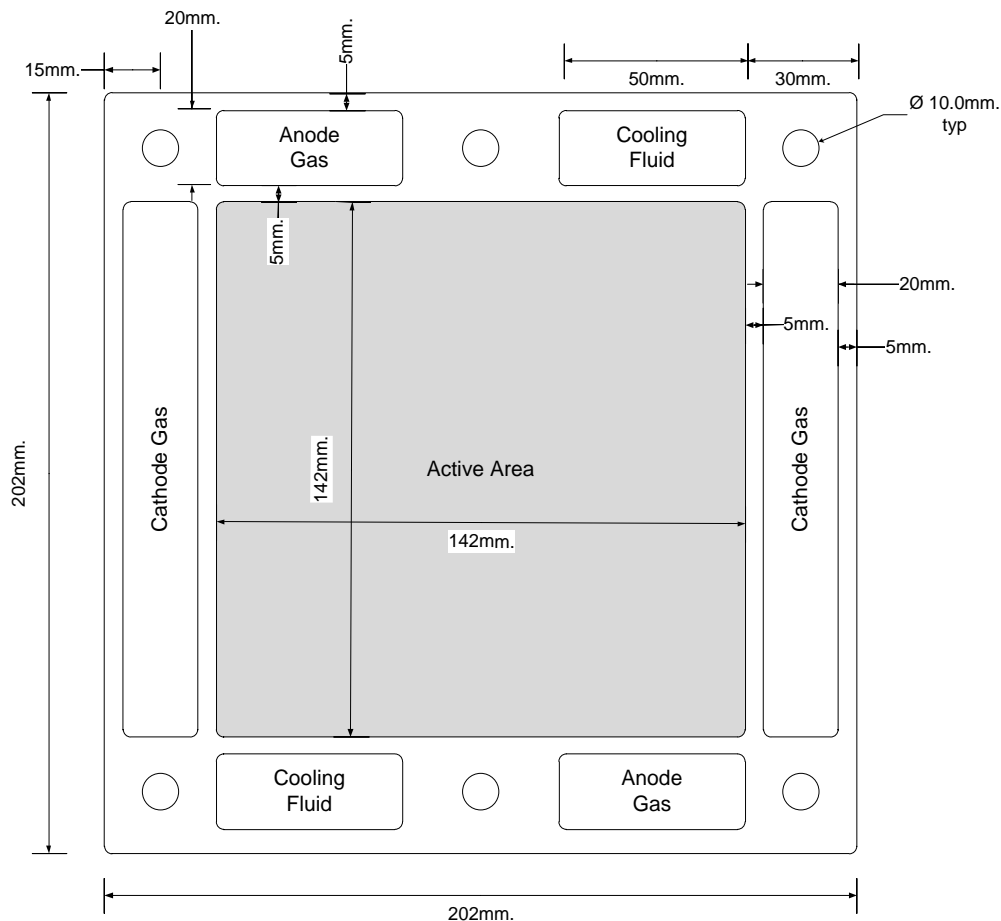 20mm.
5mm.
15mm.
50mm.
30mm.
Ø 10.0mm.
typ
Anode
Gas
Cooling
Fluid
5mm.
20mm.
5mm.
5mm.
202mm.
Cathode Gas
142mm.
Active Area
Cathode Gas
142mm.
Cooling
Fluid
Anode
Gas
202mm.